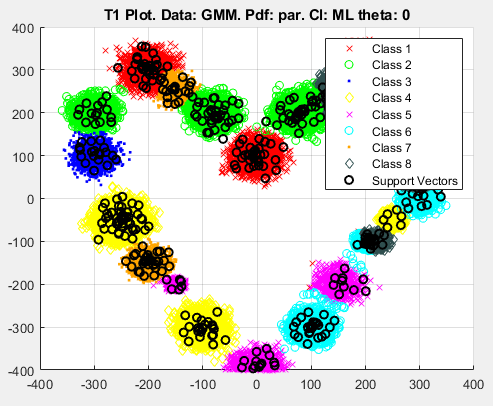 T1 Plot. Data: GMM. Pdf: par. Cl: ML theta: 0
400
300
200
100
0
-100
-200
-300
-400
-400
-300
-200
-100
0
100
200
300
400
Class 1
Class 2
Class 3
Class 4
Class 5
Class 6
Class 7
Class 8
Support Vectors